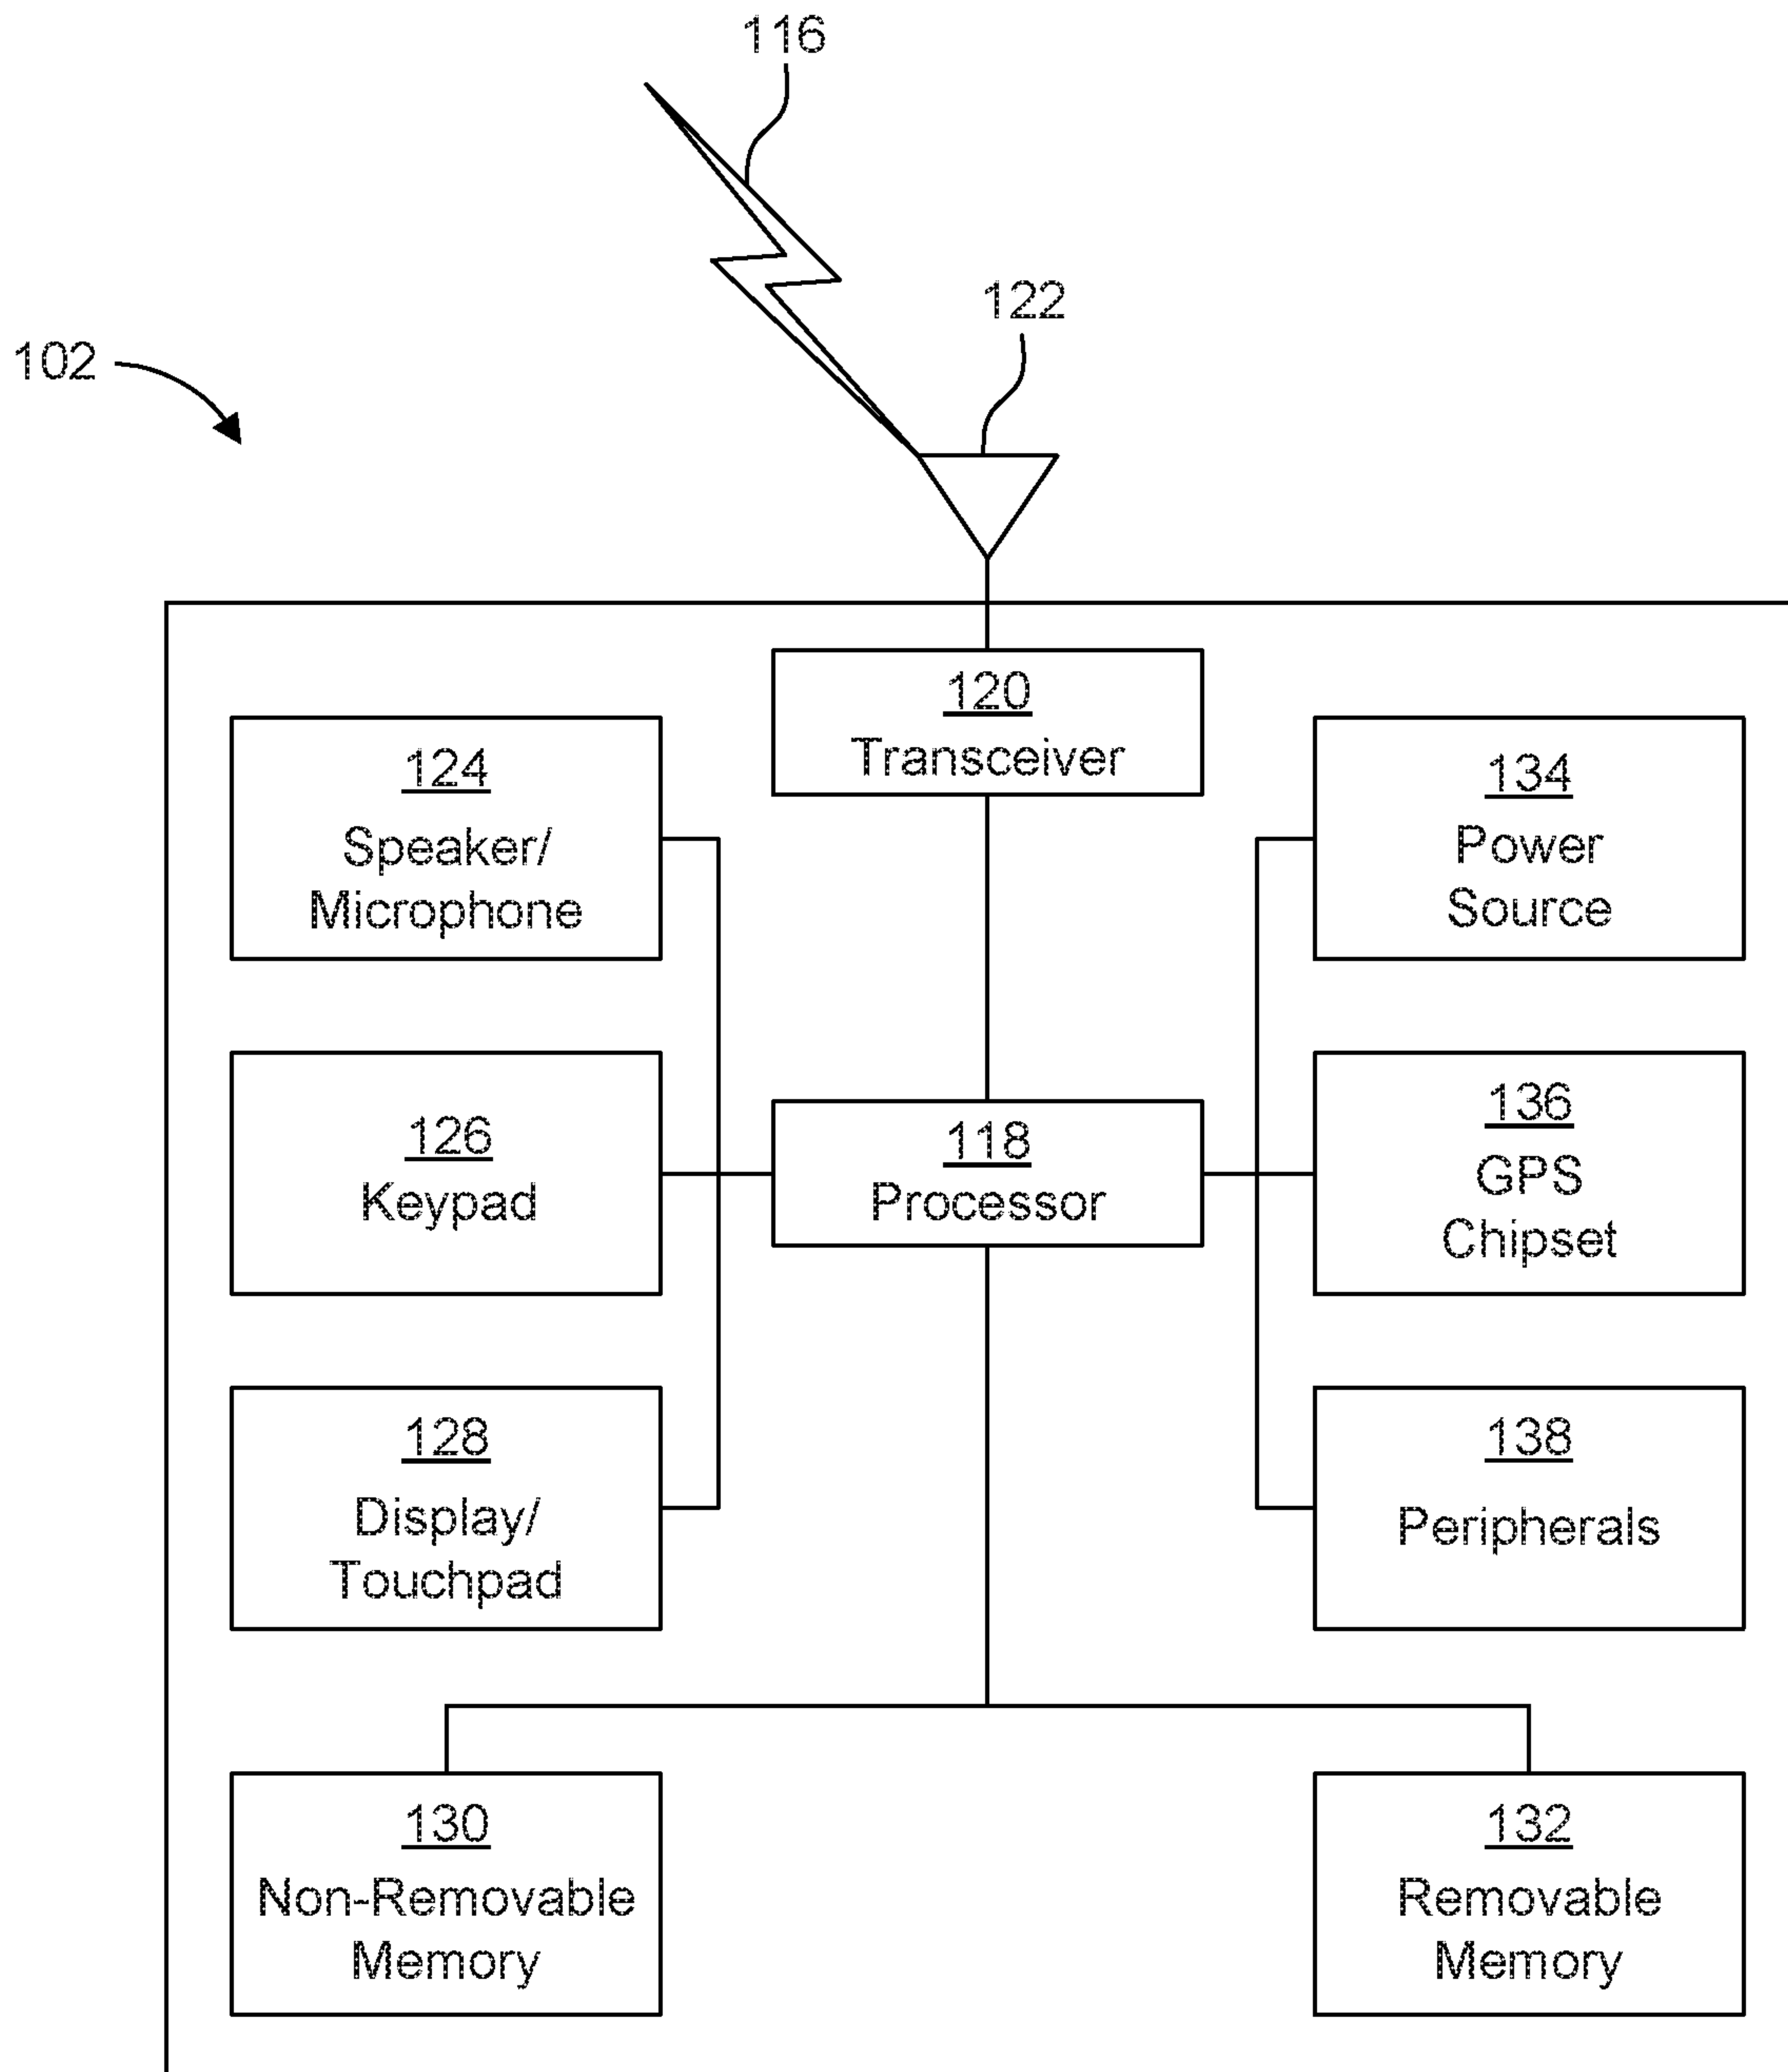 116
122
102
120
Transceiver
124
Speaker/
Microphone
134
Power
Source
126
Keypad
118
Processor
136
GPS
Chipset
128
Display/
Touchpad
138
Peripherals
130
Non-Removable
Memory
132
Removable
Memory